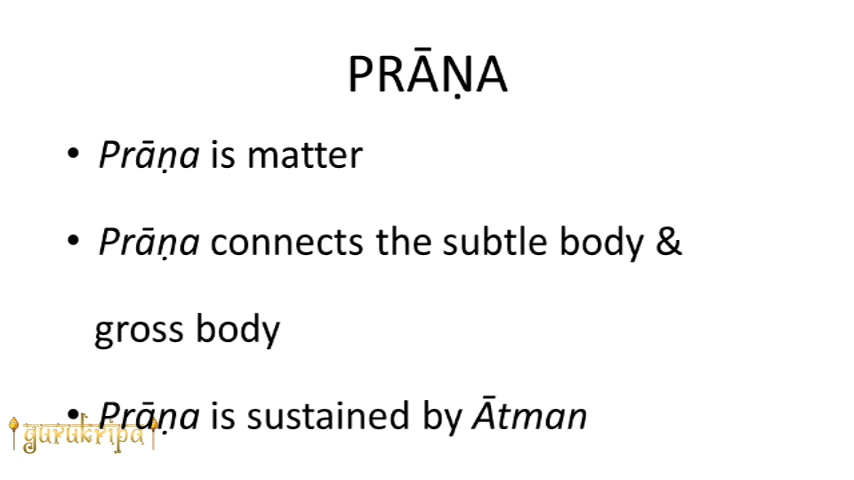 PRĀṆA
• Prāṇa is matter
• Prāṇa connects the subtle body &
gross body
• Prāṇa is sustained by Ātman
gurukripa